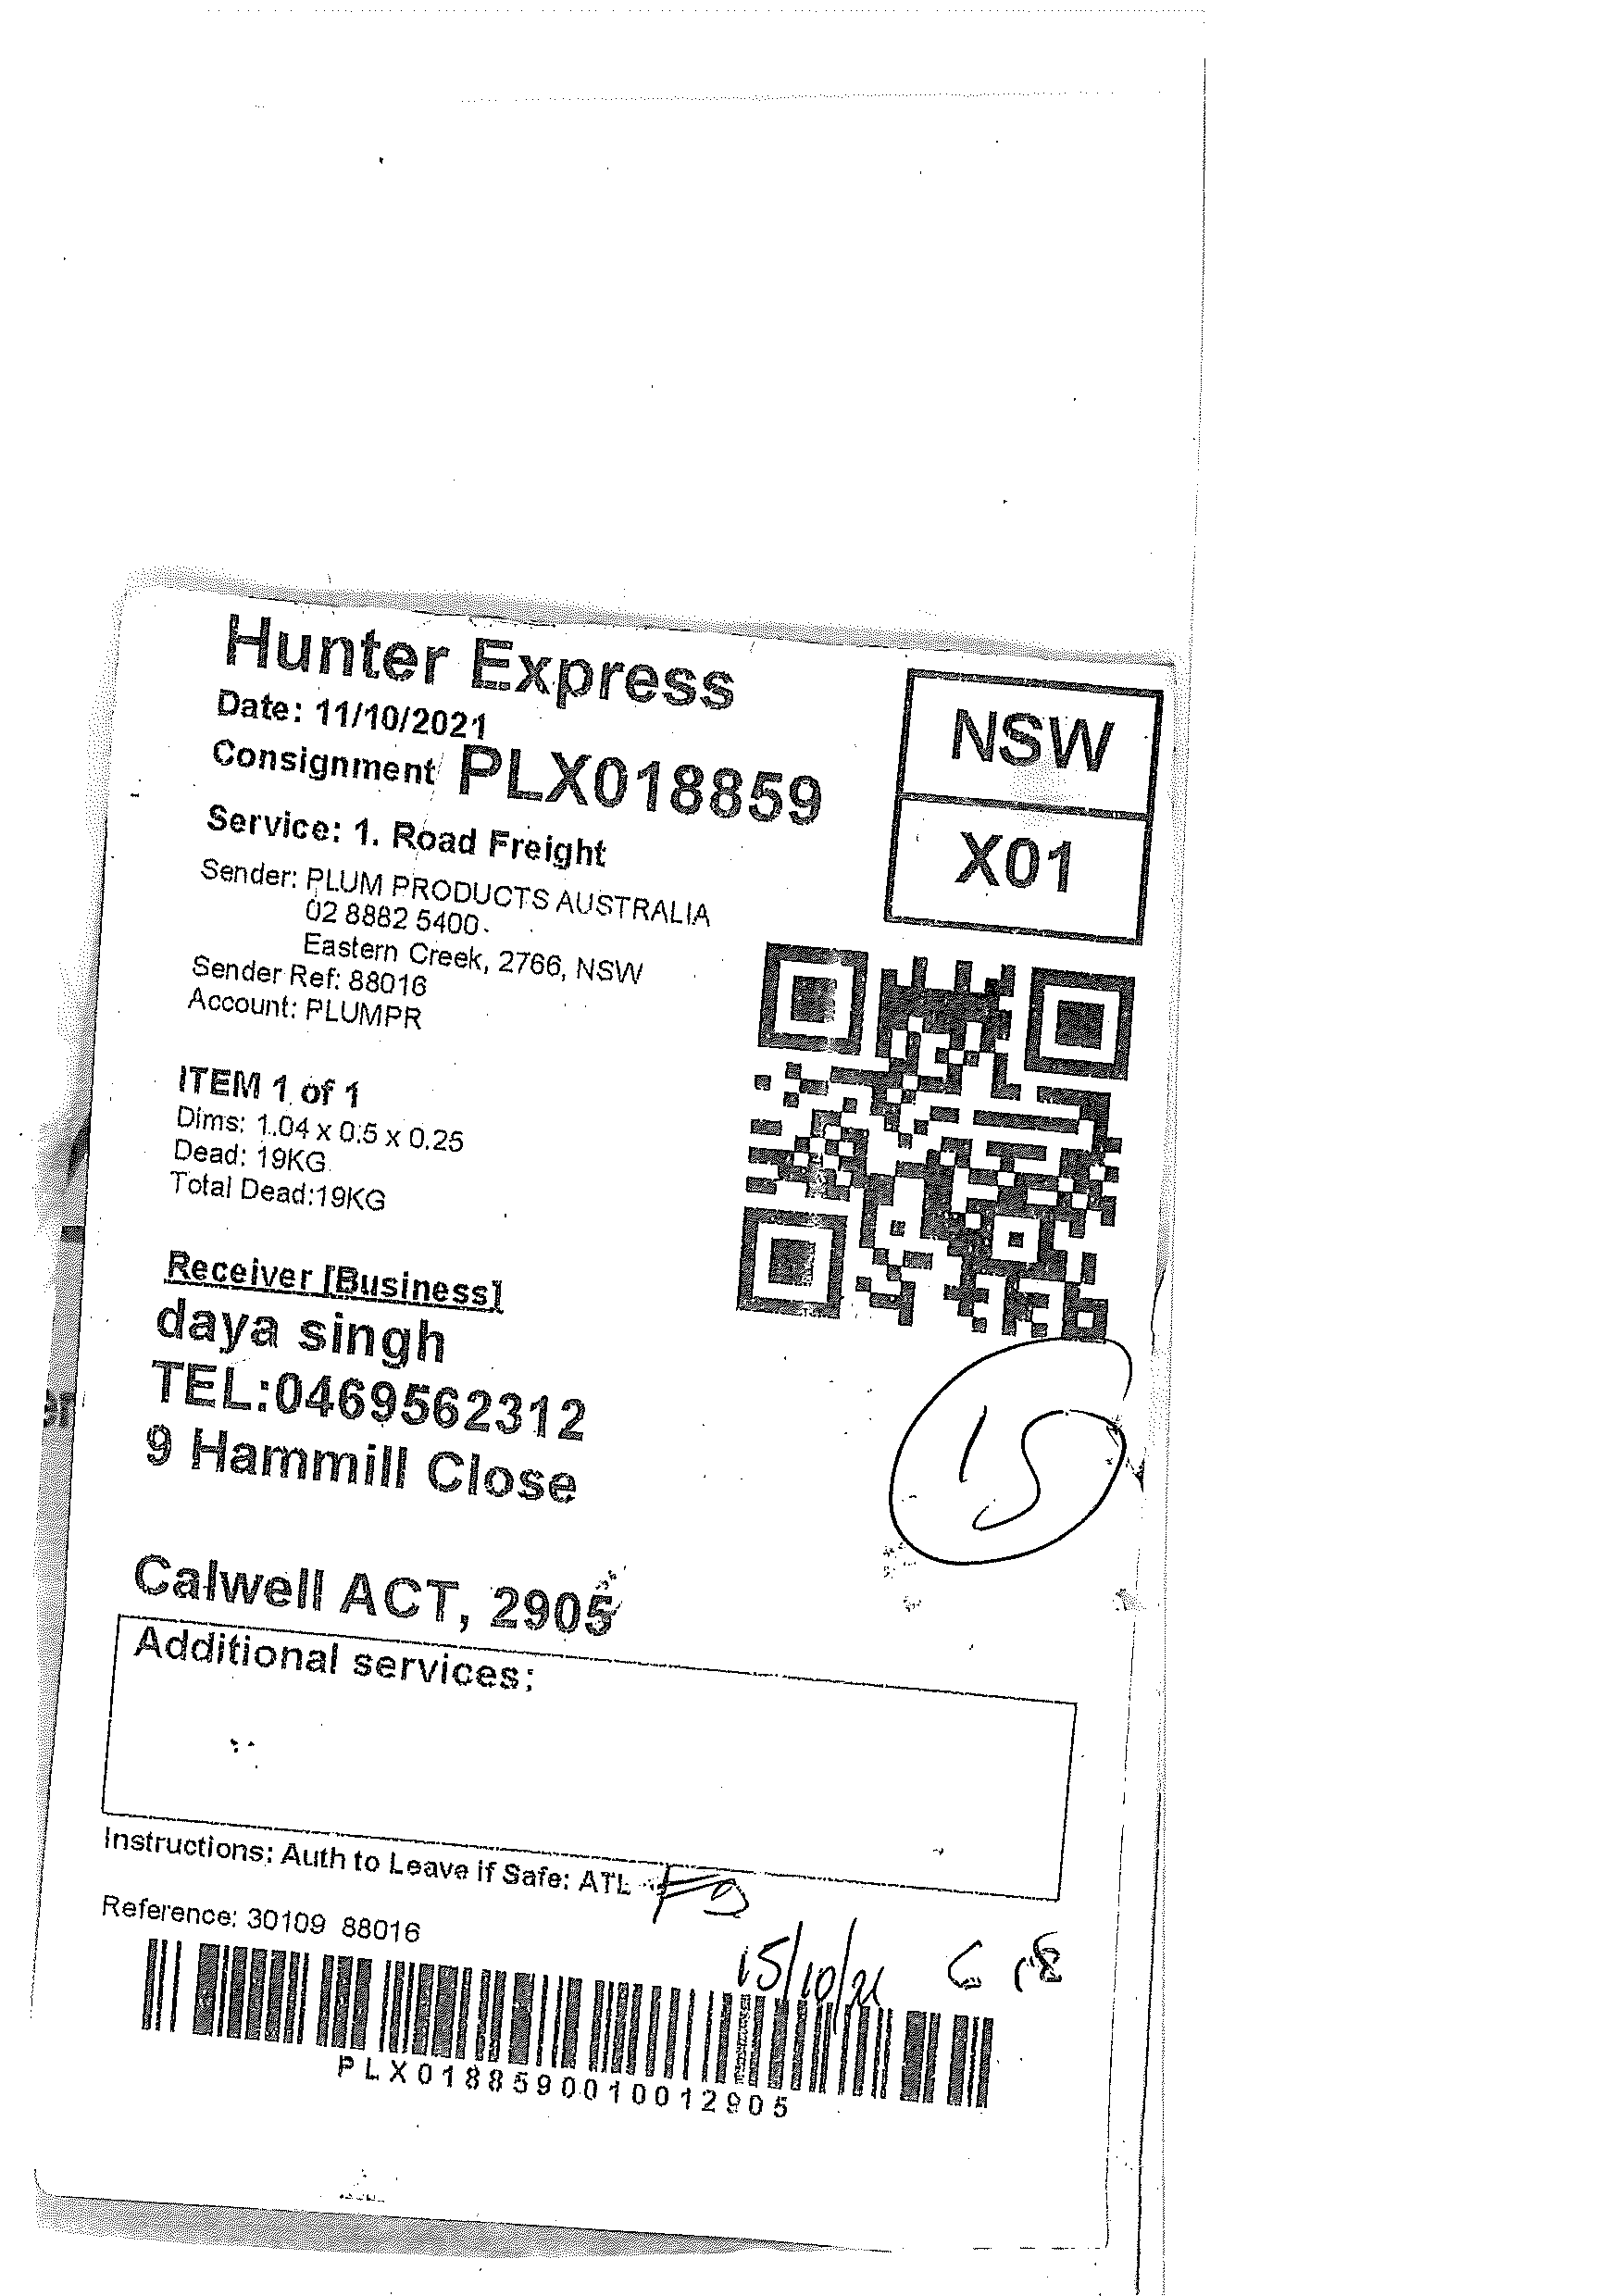 Hunter Express
Date: 11/10/2021
Consignment PLX018859
NSW
X01
Service: 1. Road Freight
Sender: PLUM PRODUCTS AUSTRALIA
02 8882 5400
Eastern Creek, 2766, NSW
Sender Ref: 88016
Account: PLUMPR
ITEM 1 of 1
Dims: 1.04 x 0.5 x 0.25
Dead: 19KG
Total Dead:19KG
Receiver [Business]
daya singh
TEL:0469562312
9 Hammill Close
15
Calwell ACT, 2905
Additional services:
Instructions: Auth to Leave if Safe: ATL
Reference: 30109 88016
15/10/21
PLX0188590010012905